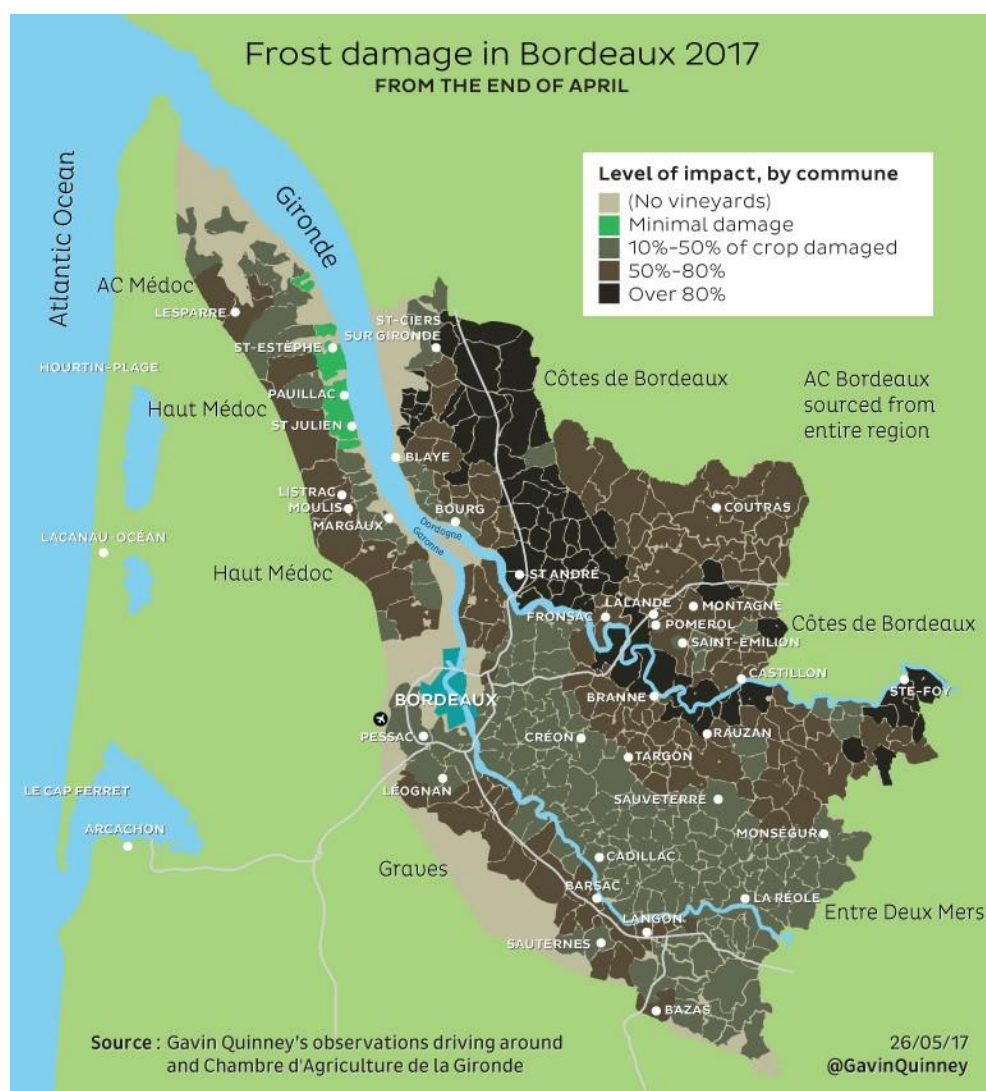 Frost damage in Bordeaux 2017
FROM THE END OF APRIL
Level of impact, by commune
(No vineyards)
Minimal damage
10%-50% of crop damaged
50%-80%
Over 80%
Atlantic Ocean
Gironde
AC Médoc
LESPARRE
ST-CIERS
SUR GIRONDE
ST-ESTÈPHE
HOURTIN-PLAGE
Côtes de Bordeaux
AC Bordeaux
sourced from
entire region
PAUILLAC
Haut Médoc
ST JULIEN
BLAYE
LISTRAC
MOULIS
MARGAUX
BOURG
COUTRAS
Dordogne
Garonne
LACANAU-OCÉAN
Haut Médoc
ST ANDRÉ
LALANDE
MONTAGNE
FRONSAC
POMEROL
Côtes de Bordeaux
SAINT-ÉMILION
CASTILLON
STE-FOY
BORDEAUX
BRANNE
PESSAC
CRÉON
RAUZAN
TARGON
LÉOGNAN
LE CAP FERRET
SAUVETERRE
ARCACHON
MONSÉGUR
Graves
CADILLAC
BARSAC
LA RÉOLE
Entre Deux Mers
LANGON
SAUTERNES
BAZAS
Source : Gavin Quinney's observations driving around
and Chambre d'Agriculture de la Gironde
26/05/17
@GavinQuinney